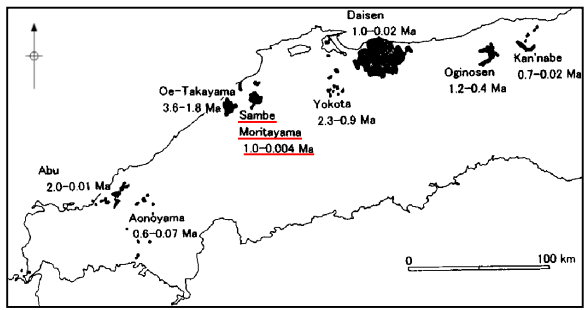 Daisen
1.0-0.02 Ma
Kan'nabe
0.7-0.02 Ma
Oginosen
1.2-0.4 Ma
Oe-Takayama
3.6-1.8 Ma
Yokota
2.3-0.9 Ma
Sambe
Moritayama
1.0-0.004 Ma
Abu
2.0-0.01 Ma
Aonoyama
0.6-0.07 Ma
0 100 km